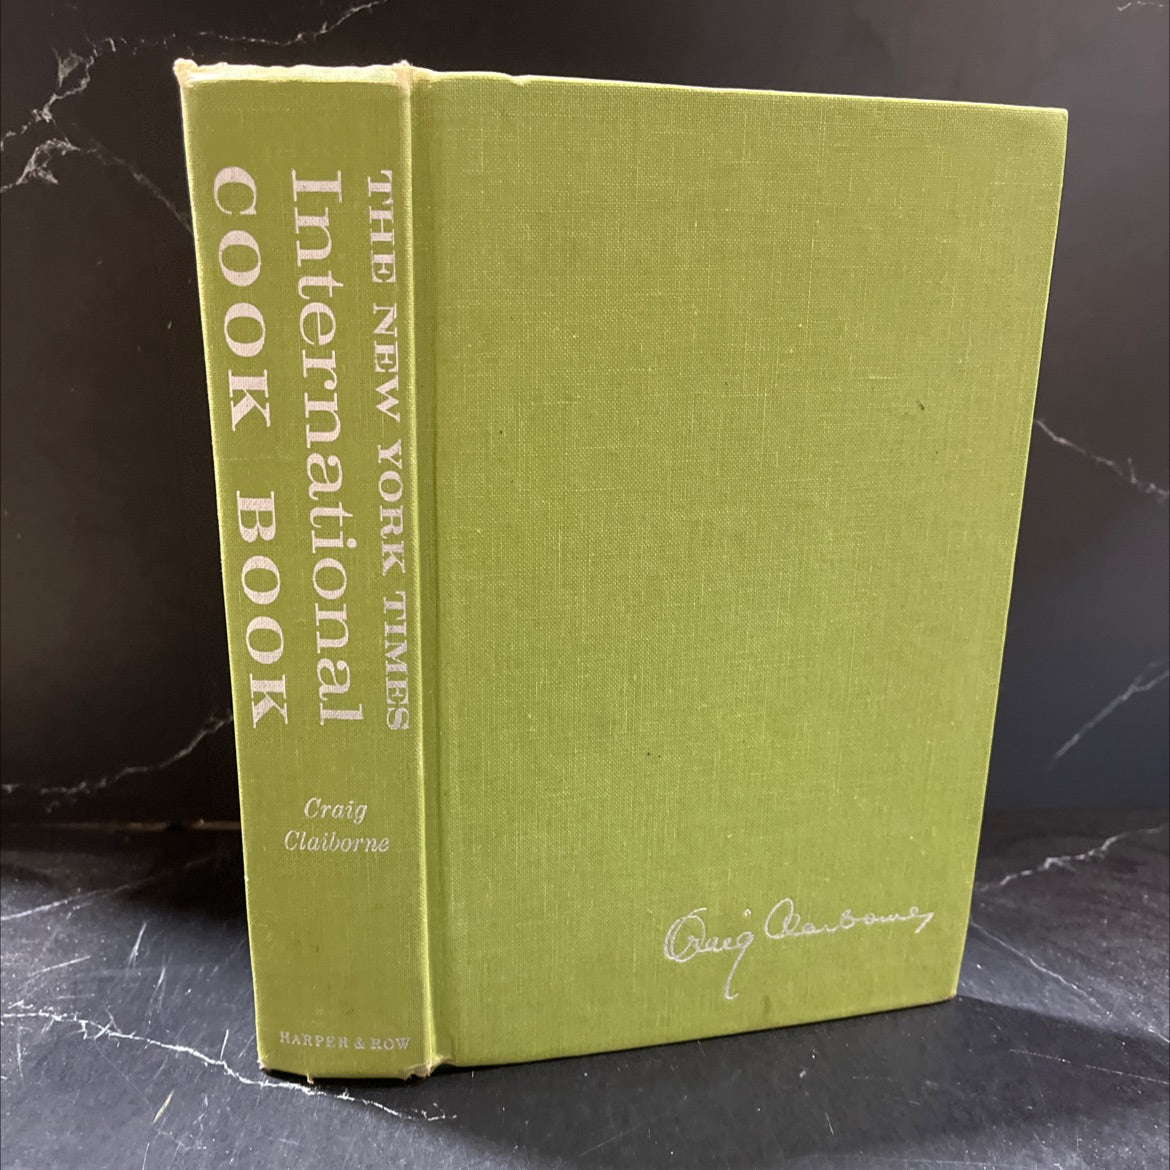 THE NEW YORK TIMES
International
COOK BOOK
Craig
Claiborne
HARPER & ROW
Craig Claiborne